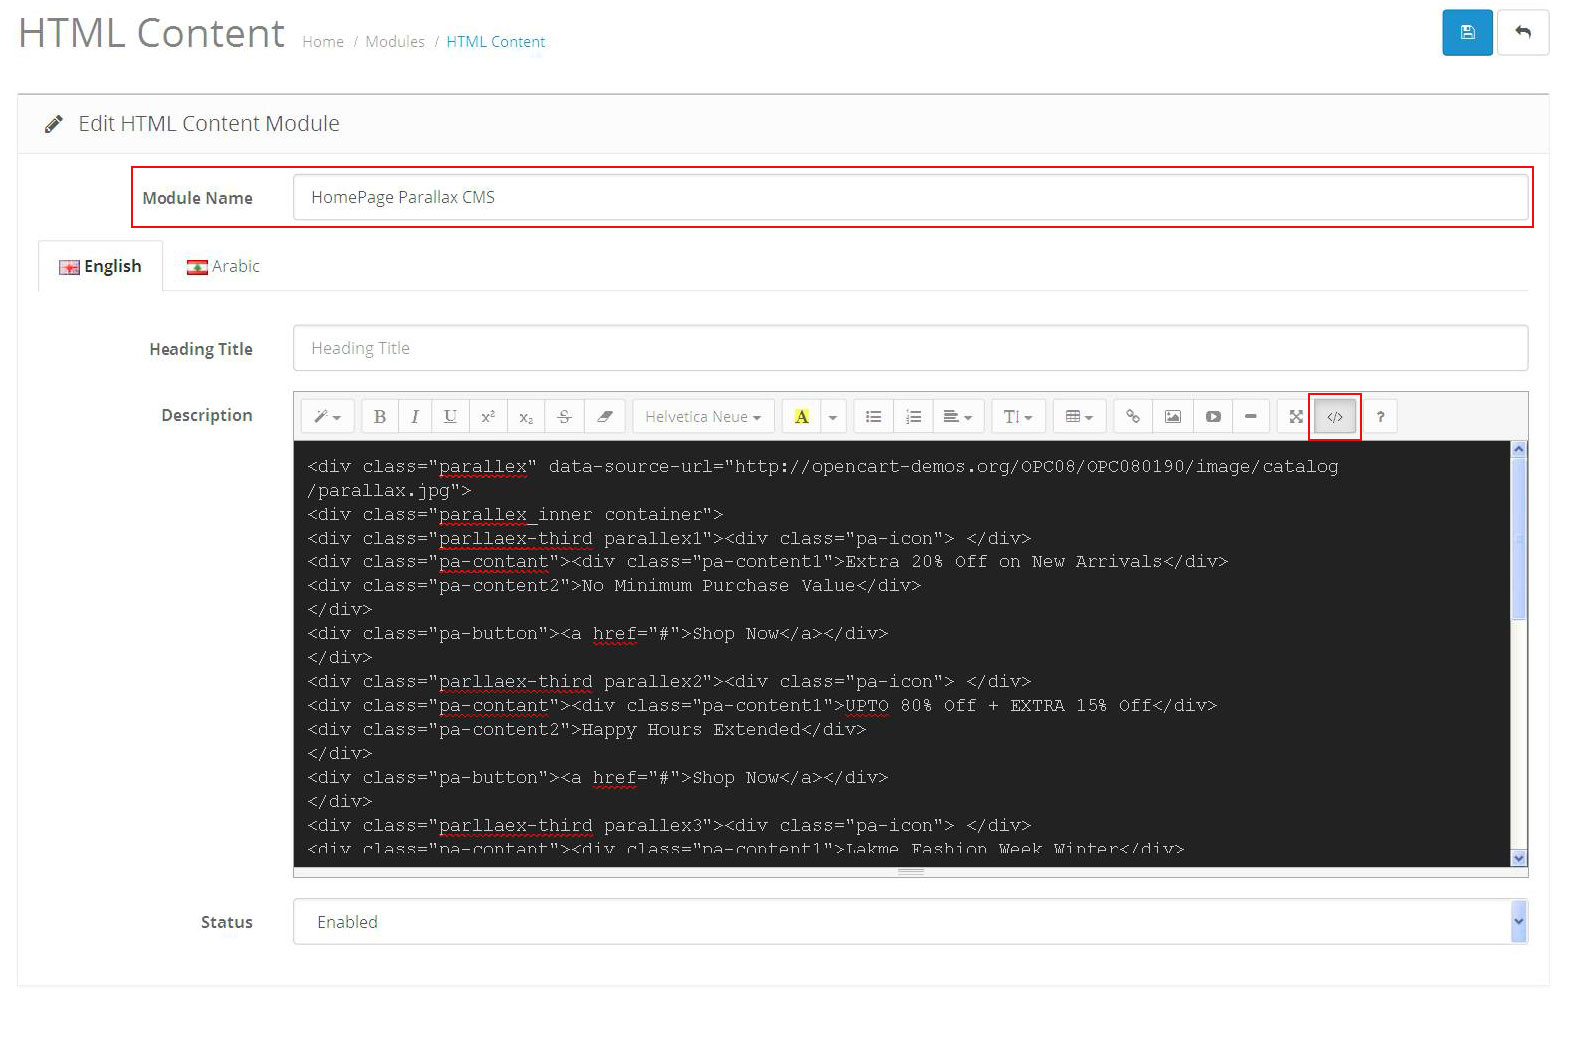 HTML Content Home / Modules / HTML Content
Edit HTML Content Module
Module Name HomePage Parallax CMS
English Arabic
Heading Title Heading Title
Description B I U x² x₂ S Helvetica Neue A TI </> ?
<div class="parallex" data-source-url="http://opencart-demos.org/OPC08/OPC080190/image/catalog
/parallax.jpg">
<div class="parallex_inner container">
<div class="parllaex-third parallex1"><div class="pa-icon"> </div>
<div class="pa-contant"><div class="pa-content1">Extra 20% Off on New Arrivals</div>
<div class="pa-content2">No Minimum Purchase Value</div>
</div>
<div class="pa-button"><a href="#">Shop Now</a></div>
</div>
<div class="parllaex-third parallex2"><div class="pa-icon"> </div>
<div class="pa-contant"><div class="pa-content1">UPTO 80% Off + EXTRA 15% Off</div>
<div class="pa-content2">Happy Hours Extended</div>
</div>
<div class="pa-button"><a href="#">Shop Now</a></div>
</div>
<div class="parllaex-third parallex3"><div class="pa-icon"> </div>
<div class="pa-contant"><div class="pa-content1">Lakme Fashion Week Winter</div>
Status Enabled